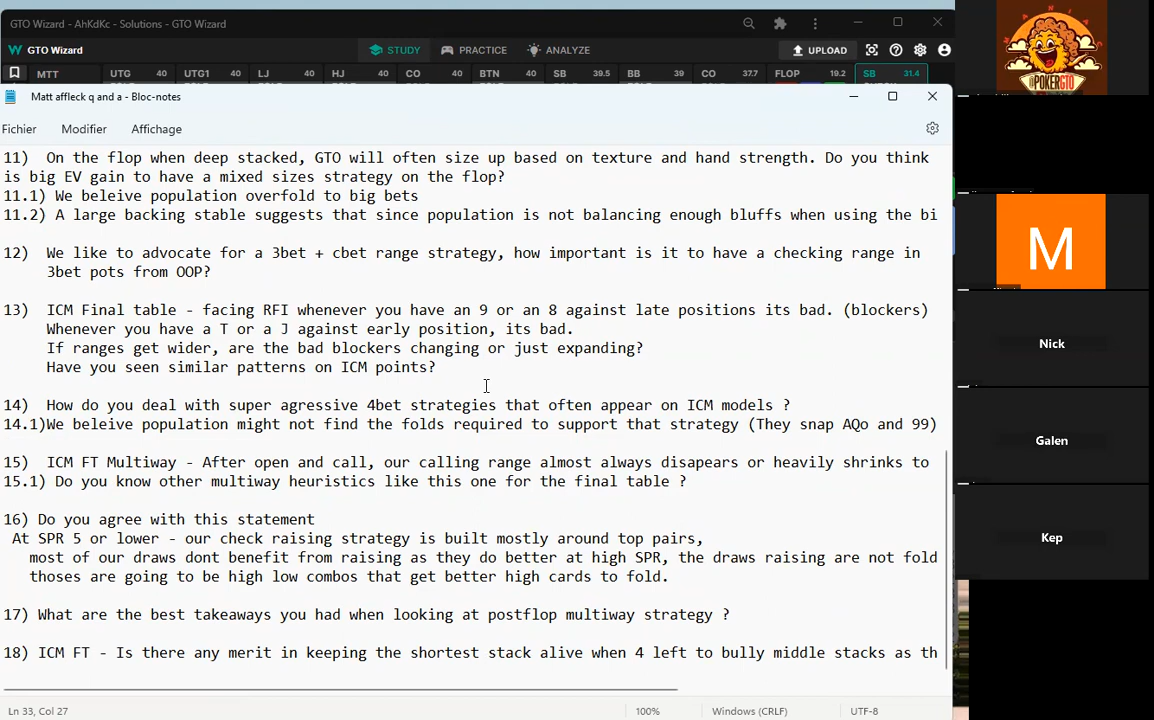 GTO Wizard - AhKdKc - Solutions - GTO Wizard
GTO Wizard
STUDY
PRACTICE
ANALYZE
UPLOAD
MTT
UTG 40
UTG1 40
LJ 40
HJ 40
CO 40
BTN 40
SB 39.5
BB 39
CO 37.7
FLOP 19.2
SB 31.4
Matt affleck q and a - Bloc-notes
Fichier Modifier Affichage
11) On the flop when deep stacked, GTO will often size up based on texture and hand strength. Do you think
is big EV gain to have a mixed sizes strategy on the flop?
11.1) We beleive population overfold to big bets
11.2) A large backing stable suggests that since population is not balancing enough bluffs when using the bi
12) We like to advocate for a 3bet + cbet range strategy, how important is it to have a checking range in
3bet pots from OOP?
13) ICM Final table - facing RFI whenever you have an 9 or an 8 against late positions its bad. (blockers)
Whenever you have a T or a J against early position, its bad.
If ranges get wider, are the bad blockers changing or just expanding?
Have you seen similar patterns on ICM points?
14) How do you deal with super agressive 4bet strategies that often appear on ICM models ?
14.1)We beleive population might not find the folds required to support that strategy (They snap AQo and 99)
15) ICM FT Multiway - After open and call, our calling range almost always disapears or heavily shrinks to
15.1) Do you know other multiway heuristics like this one for the final table ?
16) Do you agree with this statement
At SPR 5 or lower - our check raising strategy is built mostly around top pairs,
most of our draws dont benefit from raising as they do better at high SPR, the draws raising are not fold
thoses are going to be high low combos that get better high cards to fold.
17) What are the best takeaways you had when looking at postflop multiway strategy ?
18) ICM FT - Is there any merit in keeping the shortest stack alive when 4 left to bully middle stacks as th
Ln 33, Col 27
100%
Windows (CRLF)
UTF-8
@POKERGTO
M
Nick
Galen
Kep